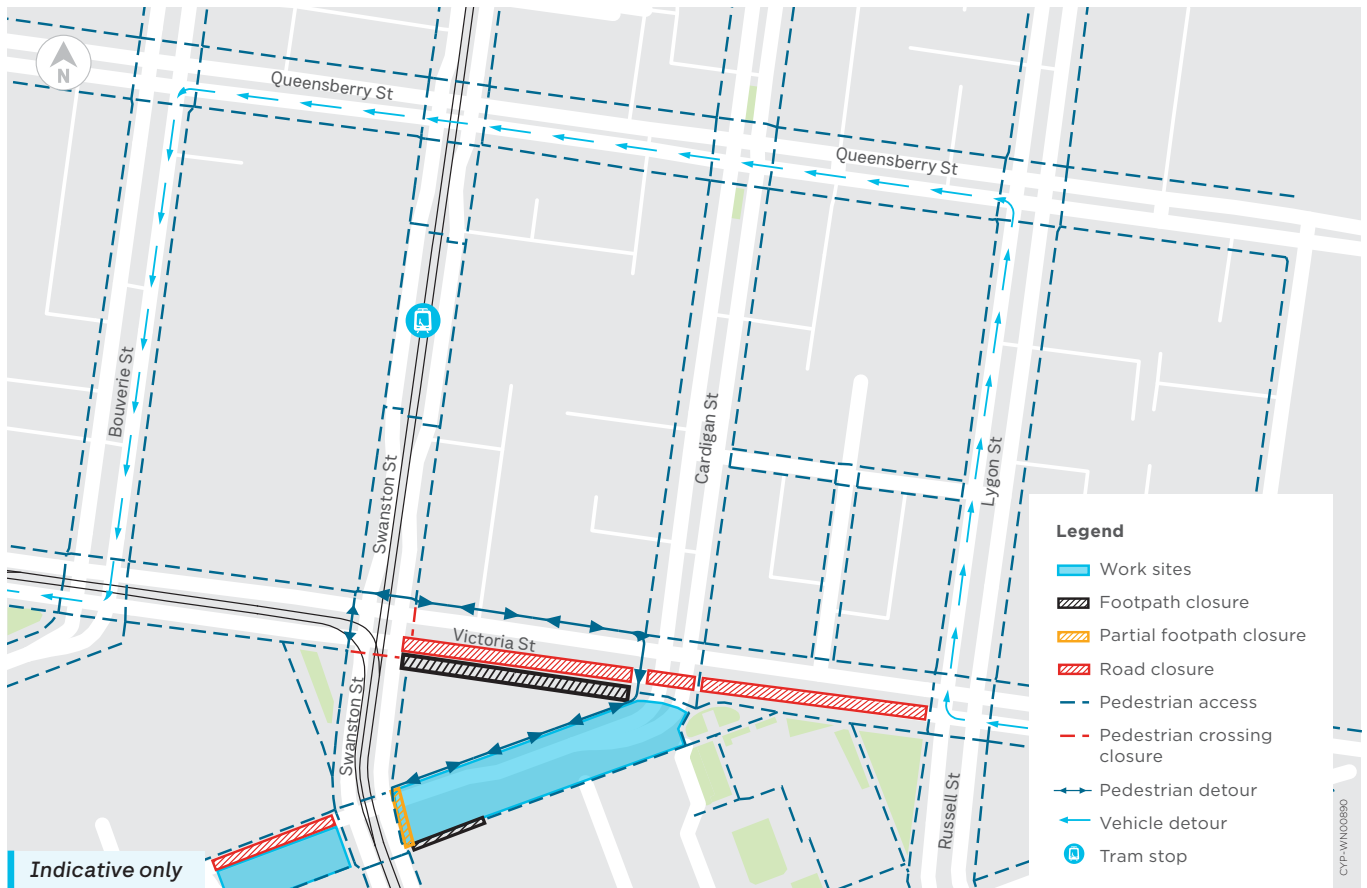 N
Queensberry St
Queensberry St
Bouverie St
Swanston St
Cardigan St
Lygon St
Victoria St
Swanston St
Russell St
Legend
Work sites
Footpath closure
Partial footpath closure
Road closure
Pedestrian access
Pedestrian crossing
closure
Pedestrian detour
Vehicle detour
Tram stop
CYP-WN00890
Indicative only